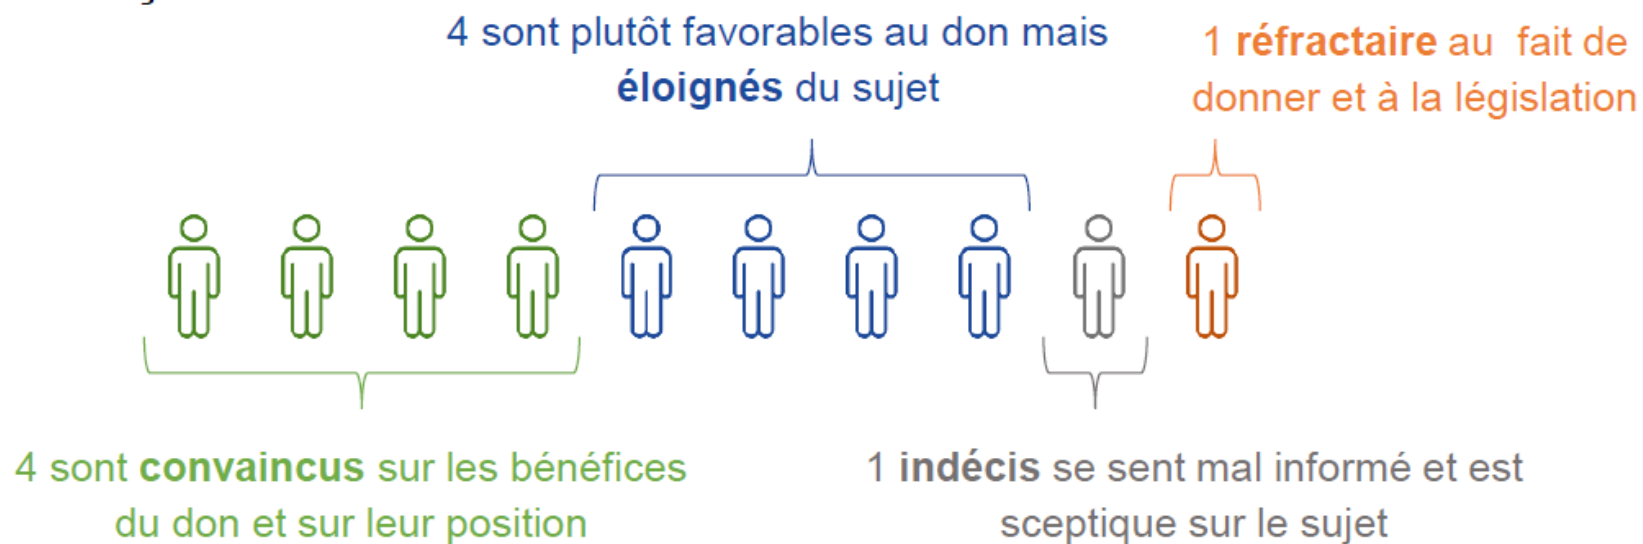 4 sont plutôt favorables au don mais
éloignés du sujet
1 réfractaire au fait de
donner et à la législation
4 sont convaincus sur les bénéfices
du don et sur leur position
1 indécis se sent mal informé et est
sceptique sur le sujet